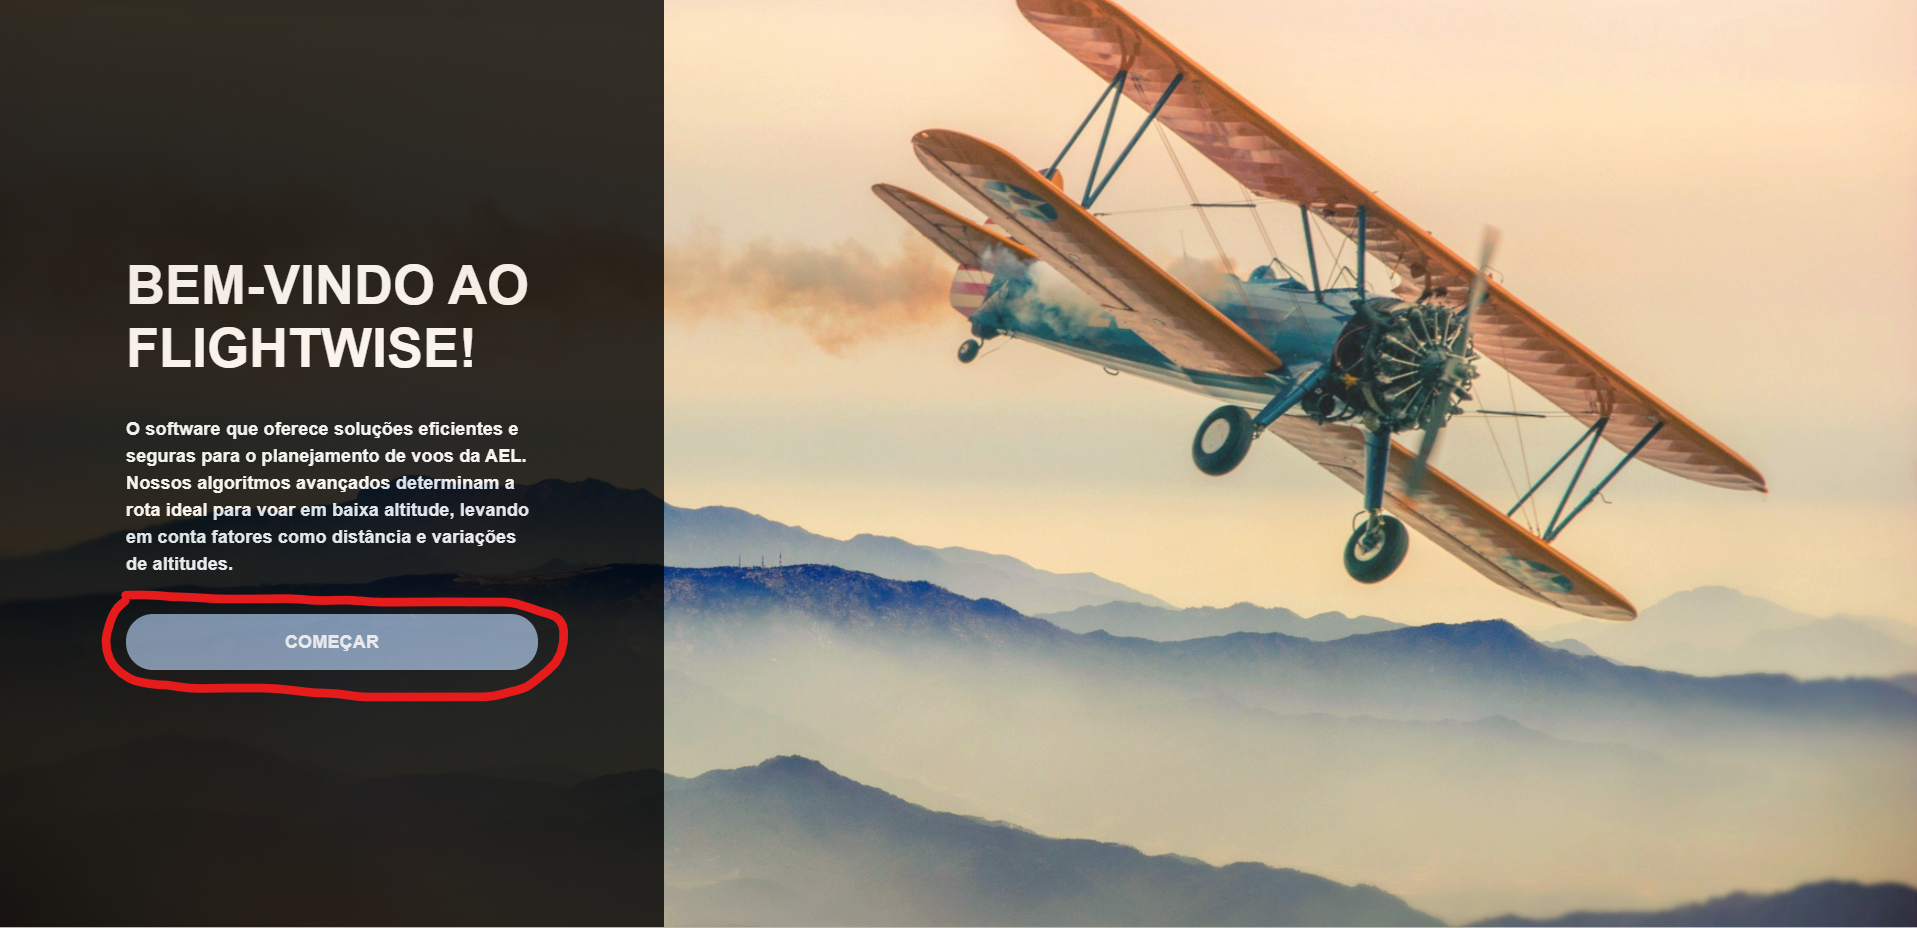 BEM-VINDO AO
FLIGHTWISE!
O software que oferece soluções eficientes e
seguras para o planejamento de voos da AEL.
Nossos algoritmos avançados determinam a
rota ideal para voar em baixa altitude, levando
em conta fatores como distância e variações
de altitudes.
COMEÇAR